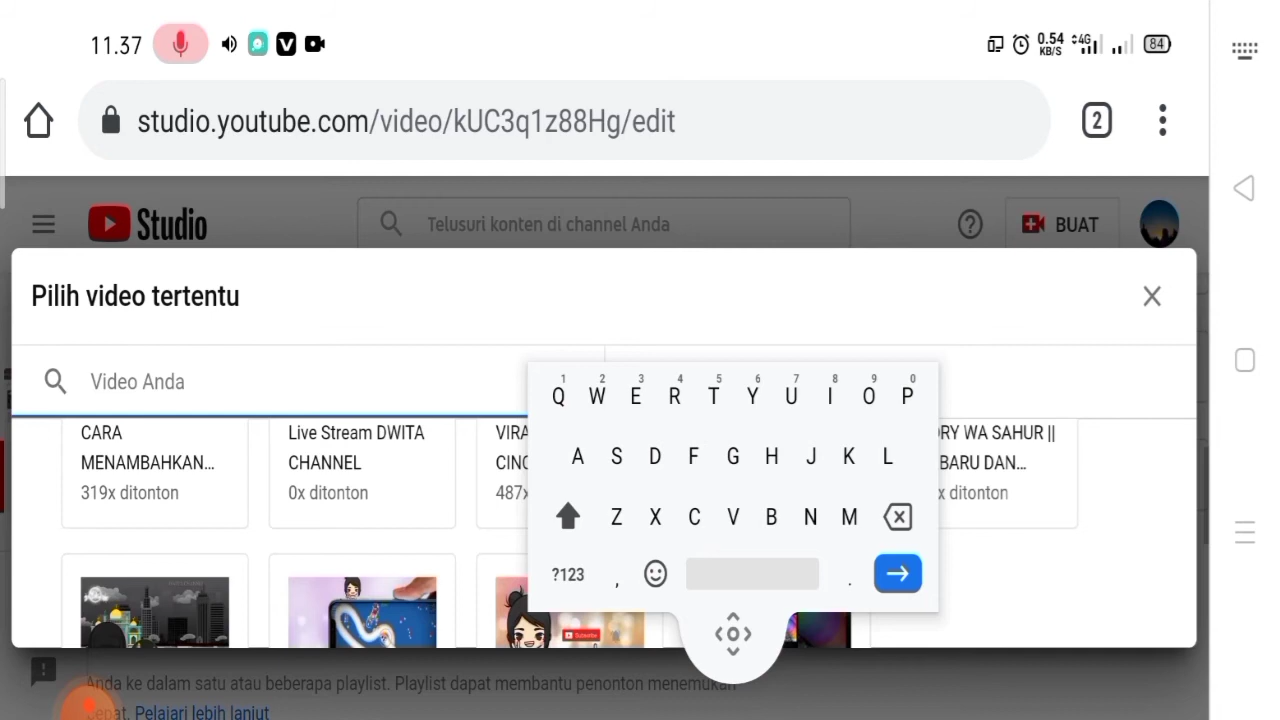 11.37
0.54 KB/S 4G 84
studio.youtube.com/video/kUC3q1z88Hg/edit
2
Studio
Telusuri konten di channel Anda
BUAT
Pilih video tertentu
Video Anda
CARA MENAMBAHKAN...
319x ditonton
Live Stream DWITA CHANNEL
0x ditonton
487x
WA SAHUR ||
BARU DAN...
x ditonton
1 2 3 4 5 6 7 8 9 0
Q W E R T Y U I O P
A S D F G H J K L
Z X C V B N M
?123 , .
Subscribe
Anda ke dalam satu atau beberapa playlist. Playlist dapat membantu penonton menemukan
cepat. Pelajari lebih lanjut